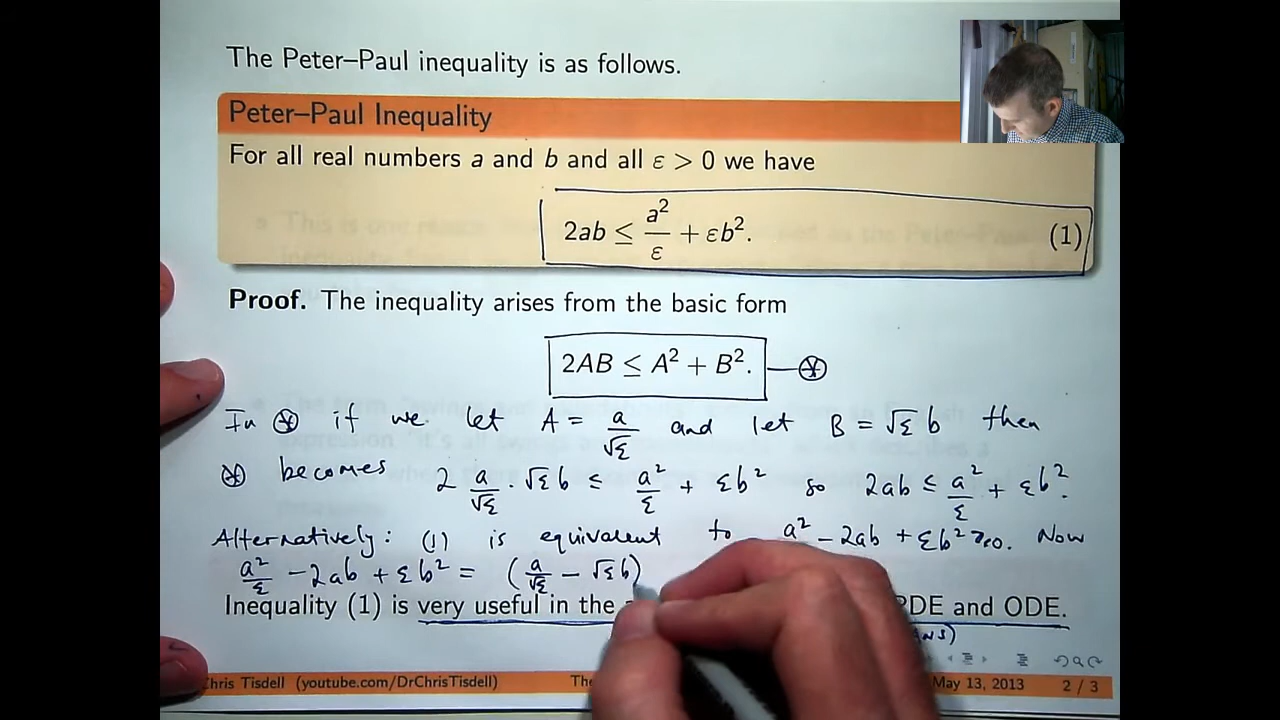 The Peter–Paul inequality is as follows.
Peter–Paul Inequality
For all real numbers a and b and all ε > 0 we have
2ab ≤ a²/ε + εb². (1)
Proof. The inequality arises from the basic form
2AB ≤ A² + B². — ⊛
In ⊛ if we let A = a/√ε and let B = √ε b then
⊛ becomes 2 a/√ε · √ε b ≤ a²/ε + εb² so 2ab ≤ a²/ε + εb².
Alternatively: (1) is equivalent to a² − 2ab + εb² ≥ 0. Now
a²/ε − 2ab + εb² = (a/√ε − √ε b)
Inequality (1) is very useful in the PDE and ODE.
Chris Tisdell (youtube.com/DrChrisTisdell) May 13, 2013 2 / 3